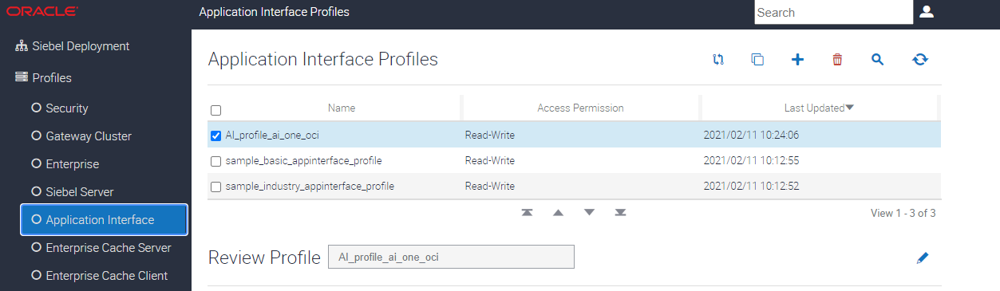 ORACLE
Application Interface Profiles
Search
Siebel Deployment
Profiles
Security
Gateway Cluster
Enterprise
Siebel Server
Application Interface
Enterprise Cache Server
Enterprise Cache Client
Application Interface Profiles
Name Access Permission Last Updated
AI_profile_ai_one_oci Read-Write 2021/02/11 10:24:06
sample_basic_appinterface_profile Read-Write 2021/02/11 10:12:55
sample_industry_appinterface_profile Read-Write 2021/02/11 10:12:52
View 1 - 3 of 3
Review Profile AI_profile_ai_one_oci